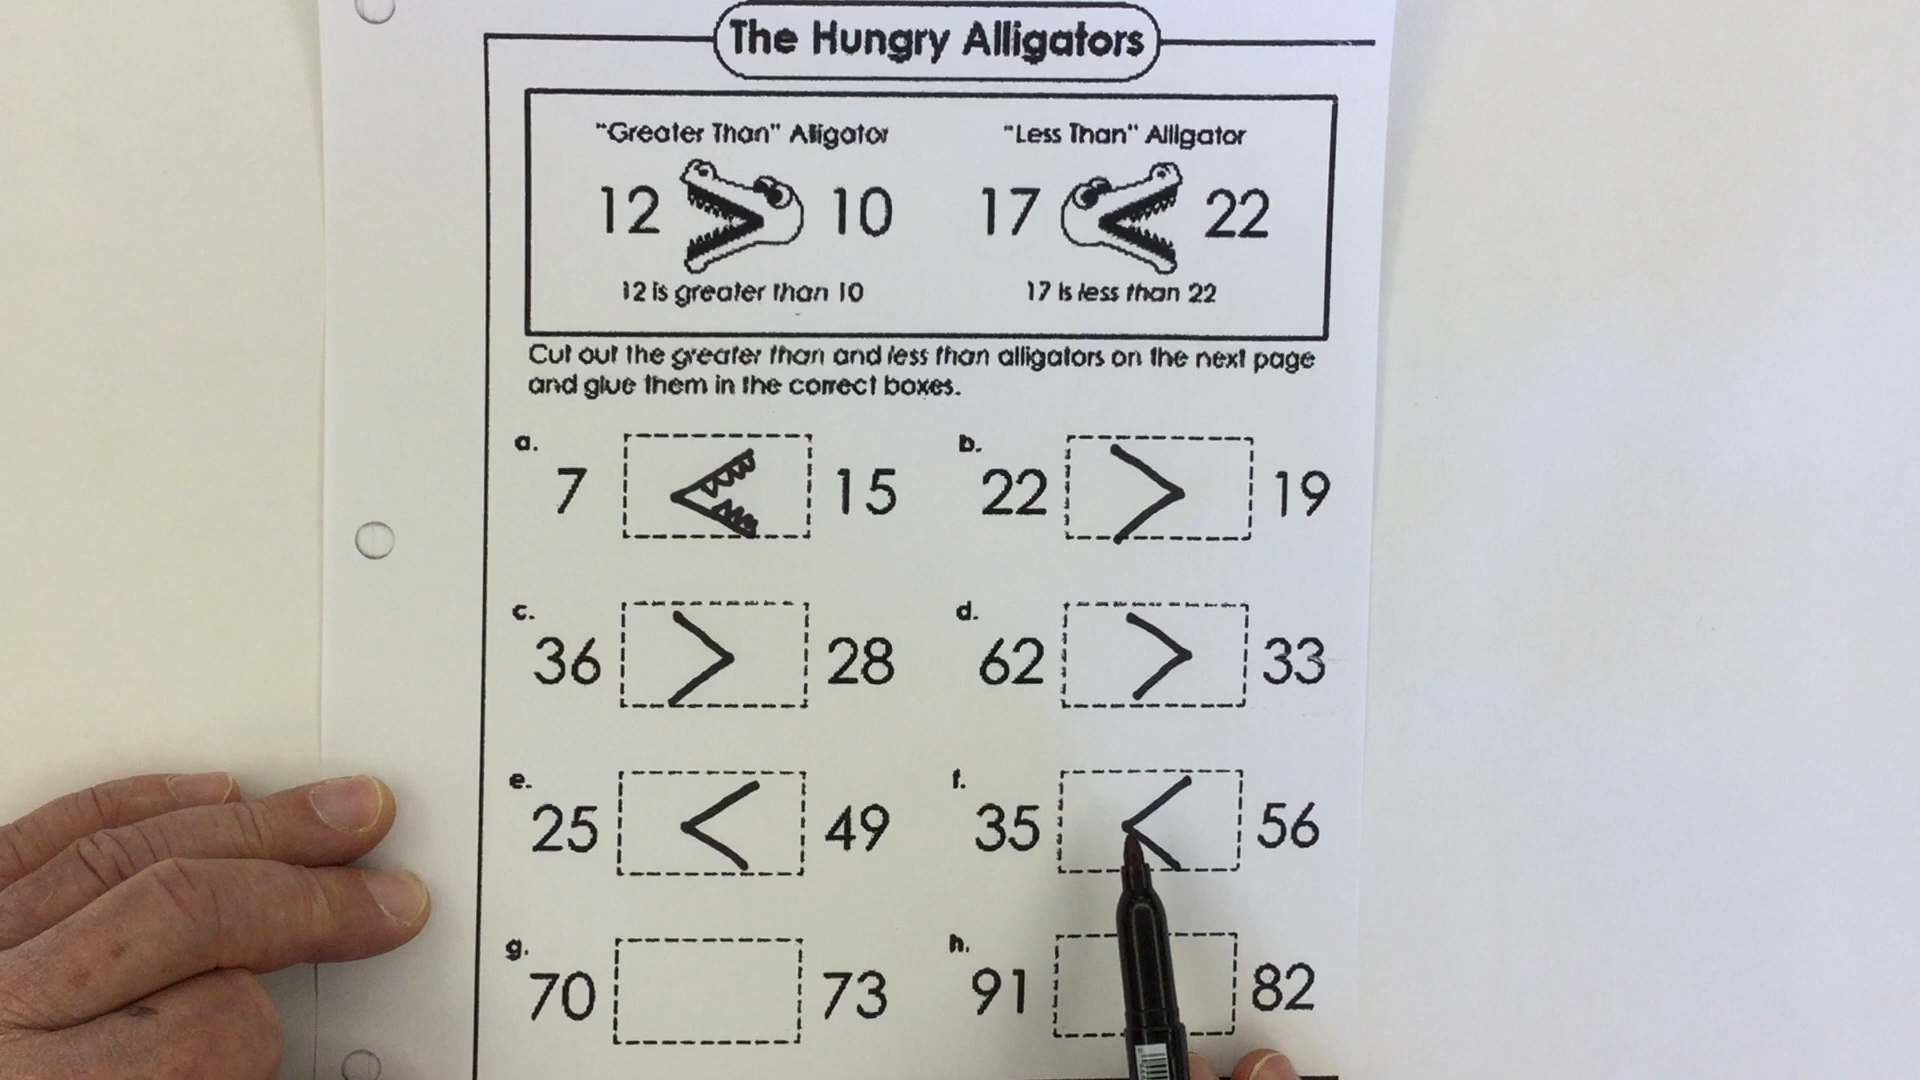 The Hungry Alligators
"Greater Than" Alligator
"Less Than" Alligator
12 10
17 22
12 is greater than 10
17 is less than 22
Cut out the greater than and less than alligators on the next page
and glue them in the correct boxes.
a. 7 < 15
b. 22 > 19
c. 36 > 28
d. 62 > 33
e. 25 < 49
f. 35 < 56
g. 70 73
h. 91 82